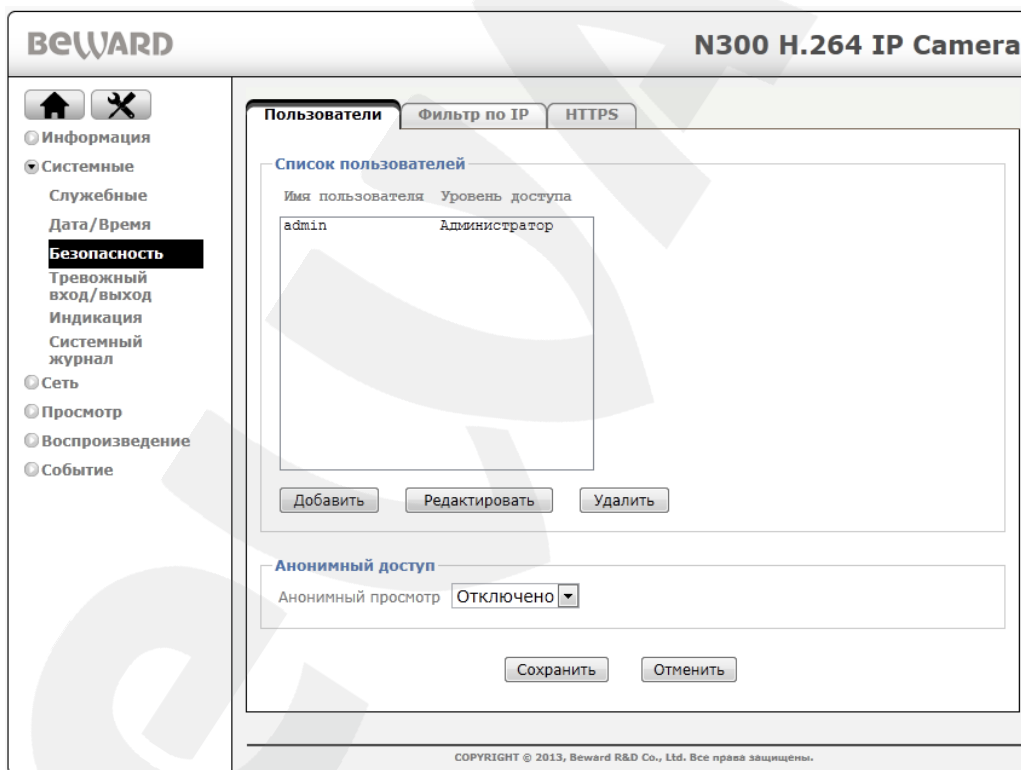 BEWARD
N300 H.264 IP Camera
Информация
Системные
Служебные
Дата/Время
Безопасность
Тревожный
вход/выход
Индикация
Системный
журнал
Сеть
Просмотр
Воспроизведение
Событие
Пользователи Фильтр по IP HTTPS
Список пользователей
Имя пользователя Уровень доступа
admin Администратор
Добавить Редактировать Удалить
Анонимный доступ
Анонимный просмотр Отключено
Сохранить Отменить
COPYRIGHT © 2013, Beward R&D Co., Ltd. Все права защищены.